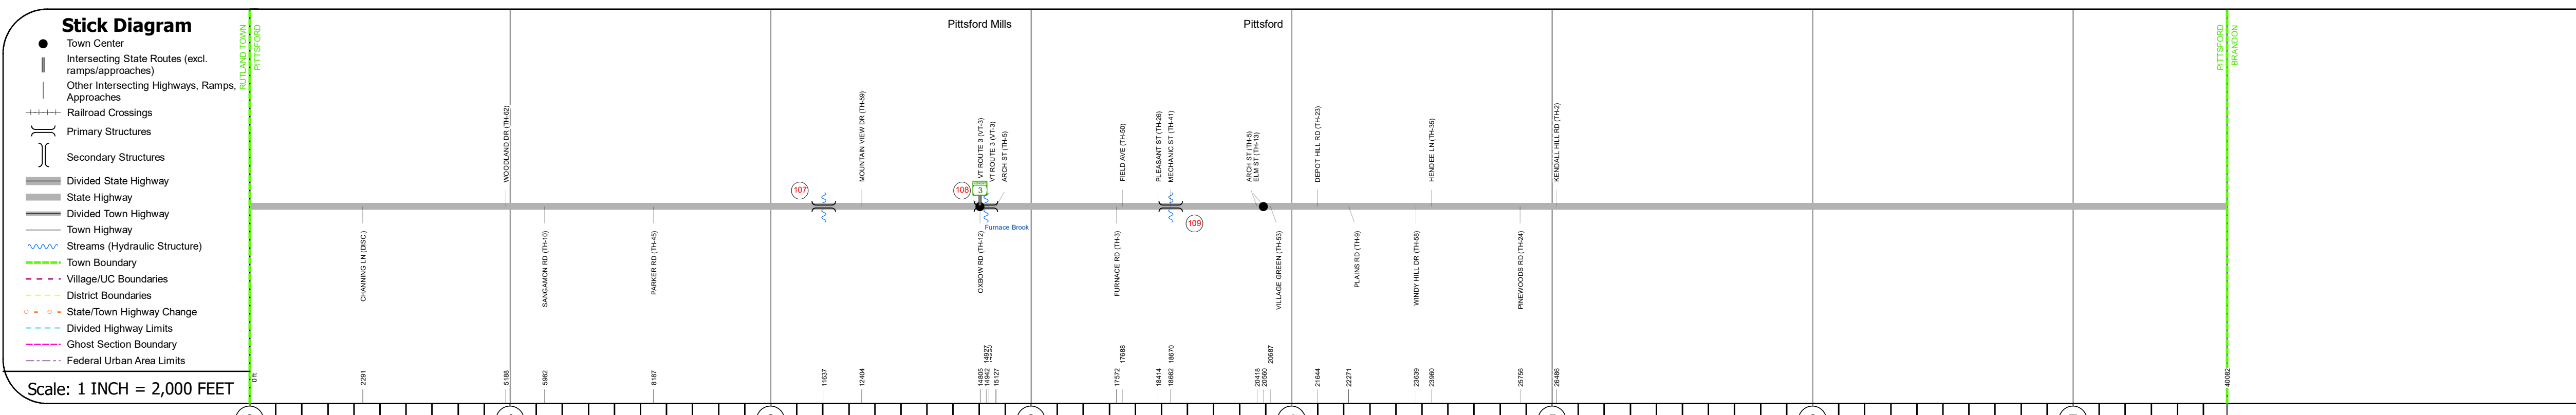 Stick Diagram
Town Center
Intersecting State Routes (excl.
ramps/approaches)
Other Intersecting Highways, Ramps,
Approaches
Railroad Crossings
Primary Structures
Secondary Structures
Divided State Highway
State Highway
Divided Town Highway
Town Highway
Streams (Hydraulic Structure)
Town Boundary
Village/UC Boundaries
District Boundaries
State/Town Highway Change
Divided Highway Limits
Ghost Section Boundary
Federal Urban Area Limits
Scale: 1 INCH = 2,000 FEET
RUTLAND TOWN
PITTSFORD
Pittsford Mills
Pittsford
PITTSFORD
BRANDON
WOODLAND DR (TH-62)
MOUNTAIN VIEW DR (TH-59)
VT ROUTE 3 (VT-3)
VT ROUTE 3 (VT-3)
ARCH ST (TH-5)
FIELD AVE (TH-50)
PLEASANT ST (TH-26)
MECHANIC ST (TH-41)
ARCH ST (TH-5)
ELM ST (TH-13)
DEPOT HILL RD (TH-23)
HENDEE LN (TH-35)
KENDALL HILL RD (TH-2)
107
108
3
109
Furnace Brook
CHANNING LN (DISC.)
SANGAMON RD (TH-10)
PARKER RD (TH-45)
OXBOW RD (TH-12)
FURNACE RD (TH-3)
VILLAGE GREEN (TH-53)
PLAINS RD (TH-9)
WINDY HILL DR (TH-58)
PINEWOODS RD (TH-24)
0 ft
2291
5188
5982
8187
11637
12404
14805
14927
14942
15127
17572
17688
18414
18662
18670
20418
20560
20687
21644
22271
23639
23960
25756
26486
40082